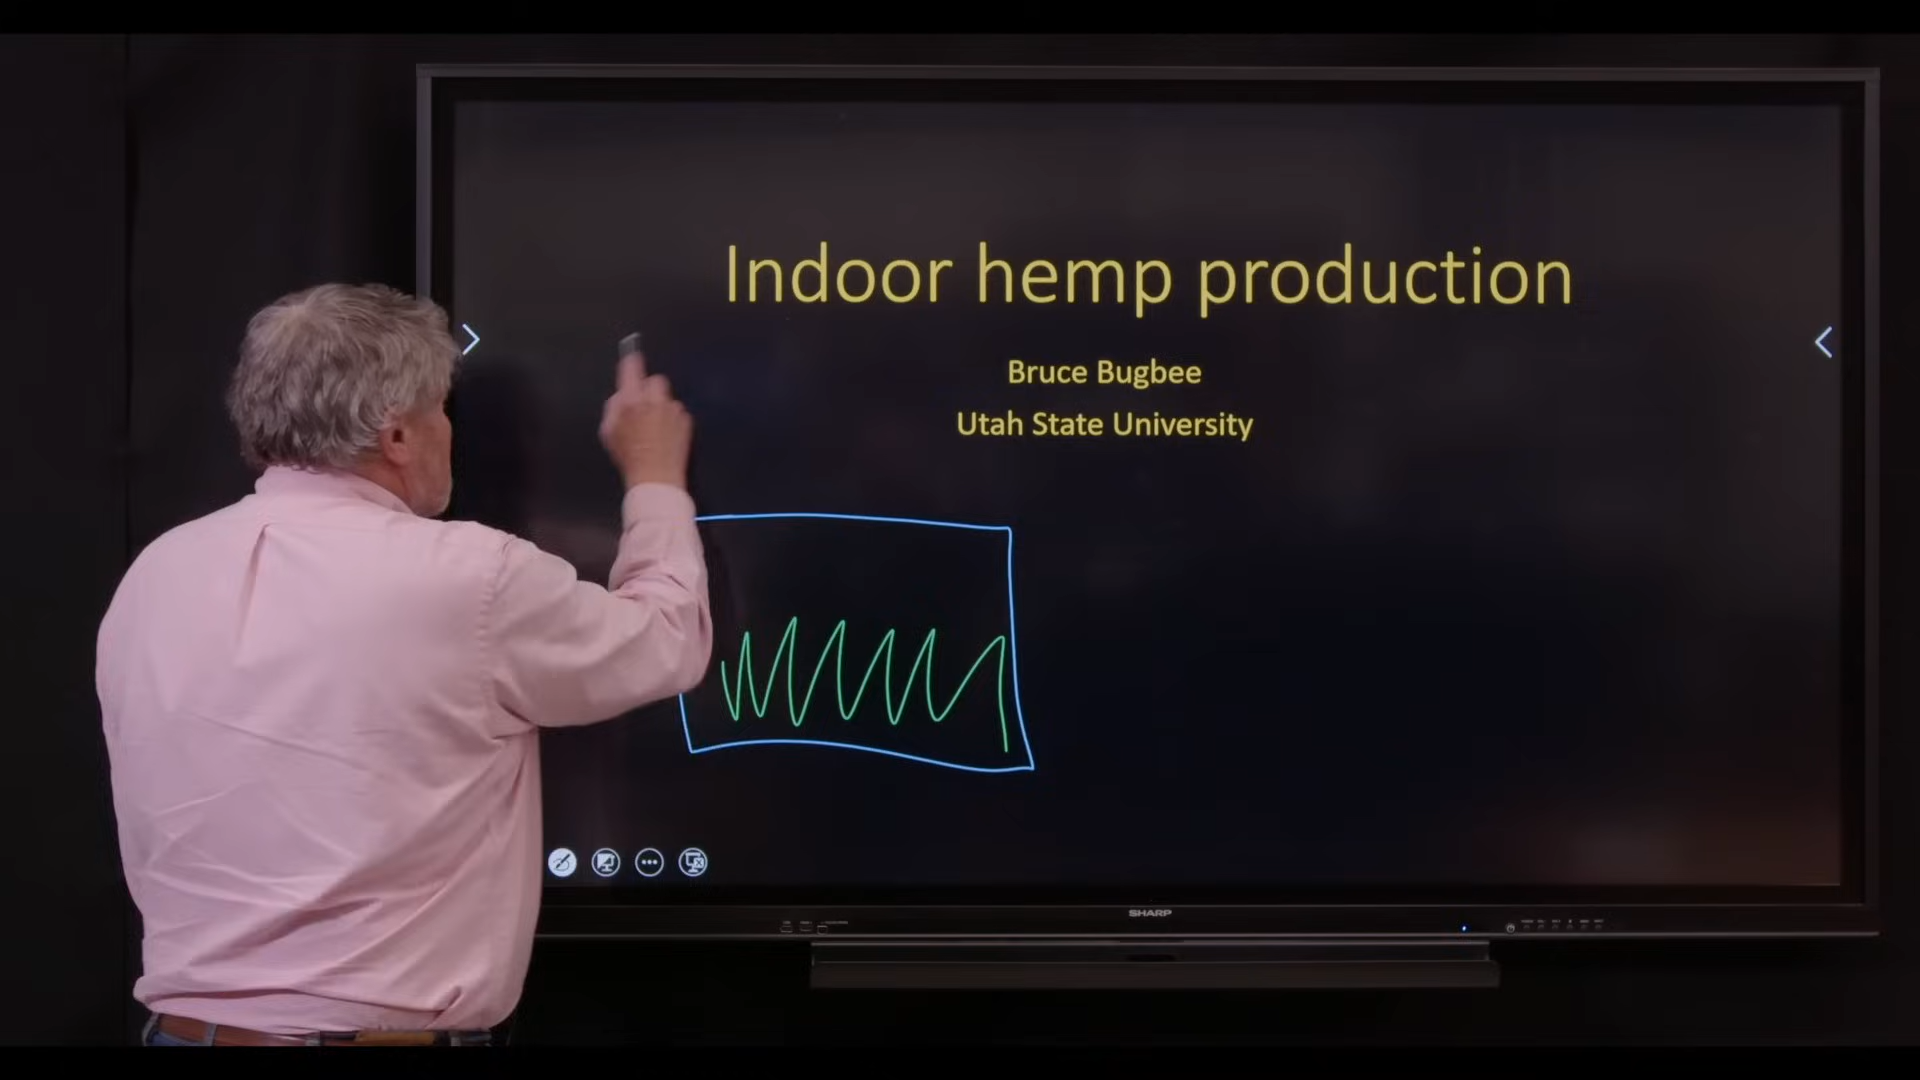 Indoor hemp production
Bruce Bugbee
Utah State University
SHARP